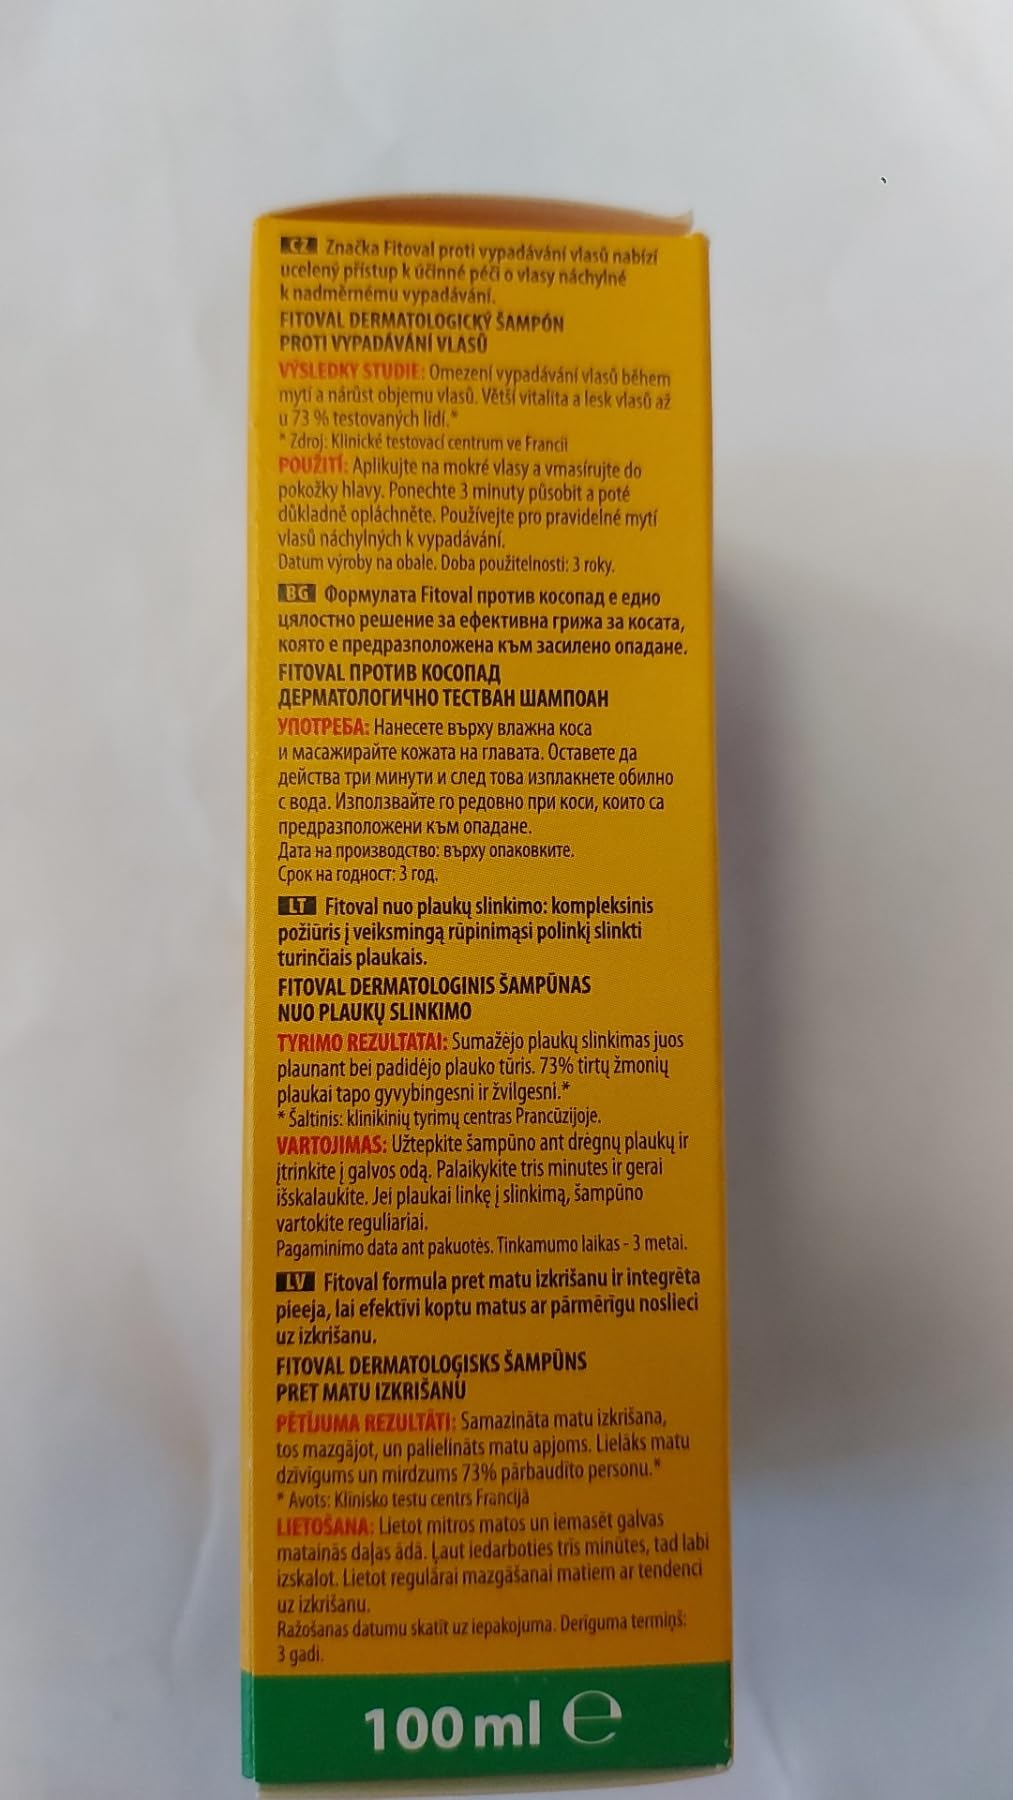 CZ Značka Fitoval proti vypadávání vlasů nabízí
ucelený přístup k účinné péči o vlasy náchylné
k nadměrnému vypadávání.
FITOVAL DERMATOLOGICKÝ ŠAMPÓN
PROTI VYPADÁVÁNÍ VLASŮ
VÝSLEDKY STUDIE: Omezení vypadávání vlasů během
mytí a nárůst objemu vlasů. Větší vitalita a lesk vlasů až
u 73 % testovaných lidí.*
* Zdroj: Klinické testovací centrum ve Francii
POUŽITÍ: Aplikujte na mokré vlasy a vmasírujte do
pokožky hlavy. Ponechte 3 minuty působit a poté
důkladně opláchněte. Používejte pro pravidelné mytí
vlasů náchylných k vypadávání.
Datum výroby na obale. Doba použitelnosti: 3 roky.
BG Формулата Fitoval против косопад е едно
цялостно решение за ефективна грижа за косата,
която е предразположена към засилено опадане.
FITOVAL ПРОТИВ КОСОПАД
ДЕРМАТОЛОГИЧНО ТЕСТВАН ШАМПОАН
УПОТРЕБА: Нанесете върху влажна коса
и масажирайте кожата на главата. Оставете да
действа три минути и след това изплакнете обилно
с вода. Използвайте го редовно при коси, които са
предразположени към опадане.
Дата на производство: върху опаковките.
Срок на годност: 3 год.
LT Fitoval nuo plaukų slinkimo: kompleksinis
požiūris į veiksmingą rūpinimąsi polinkį slinkti
turinčiais plaukais.
FITOVAL DERMATOLOGINIS ŠAMPŪNAS
NUO PLAUKŲ SLINKIMO
TYRIMO REZULTATAI: Sumažėjo plaukų slinkimas juos
plaunant bei padidėjo plauko tūris. 73% tirtų žmonių
plaukai tapo gyvybingesni ir žvilgesni.*
* Šaltinis: klinikinių tyrimų centras Prancūzijoje.
VARTOJIMAS: Užtepkite šampūno ant drėgnų plaukų ir
įtrinkite į galvos odą. Palaikykite tris minutes ir gerai
išskalaukite. Jei plaukai linkę į slinkimą, šampūno
vartokite reguliariai.
Pagaminimo data ant pakuotės. Tinkamumo laikas - 3 metai.
LV Fitoval formula pret matu izkrišanu ir integrēta
pieeja, lai efektīvi koptu matus ar pārmērīgu noslieci
uz izkrišanu.
FITOVAL DERMATOLOĢISKS ŠAMPŪNS
PRET MATU IZKRIŠANU
PĒTĪJUMA REZULTĀTI: Samazināta matu izkrišana,
tos mazgājot, un palielināts matu apjoms. Lielāks matu
dzīvīgums un mirdzums 73% pārbaudīto personu.*
* Avots: Klīnisko testu centrs Francijā
LIETOŠANA: Lietot mitros matos un iemasēt galvas
matainās daļas ādā. Ļaut iedarboties trīs minūtes, tad labi
izskalot. Lietot regulārai mazgāšanai matiem ar tendenci
uz izkrišanu.
Ražošanas datumu skatīt uz iepakojuma. Derīguma termiņš:
3 gadi.
100 ml ℮